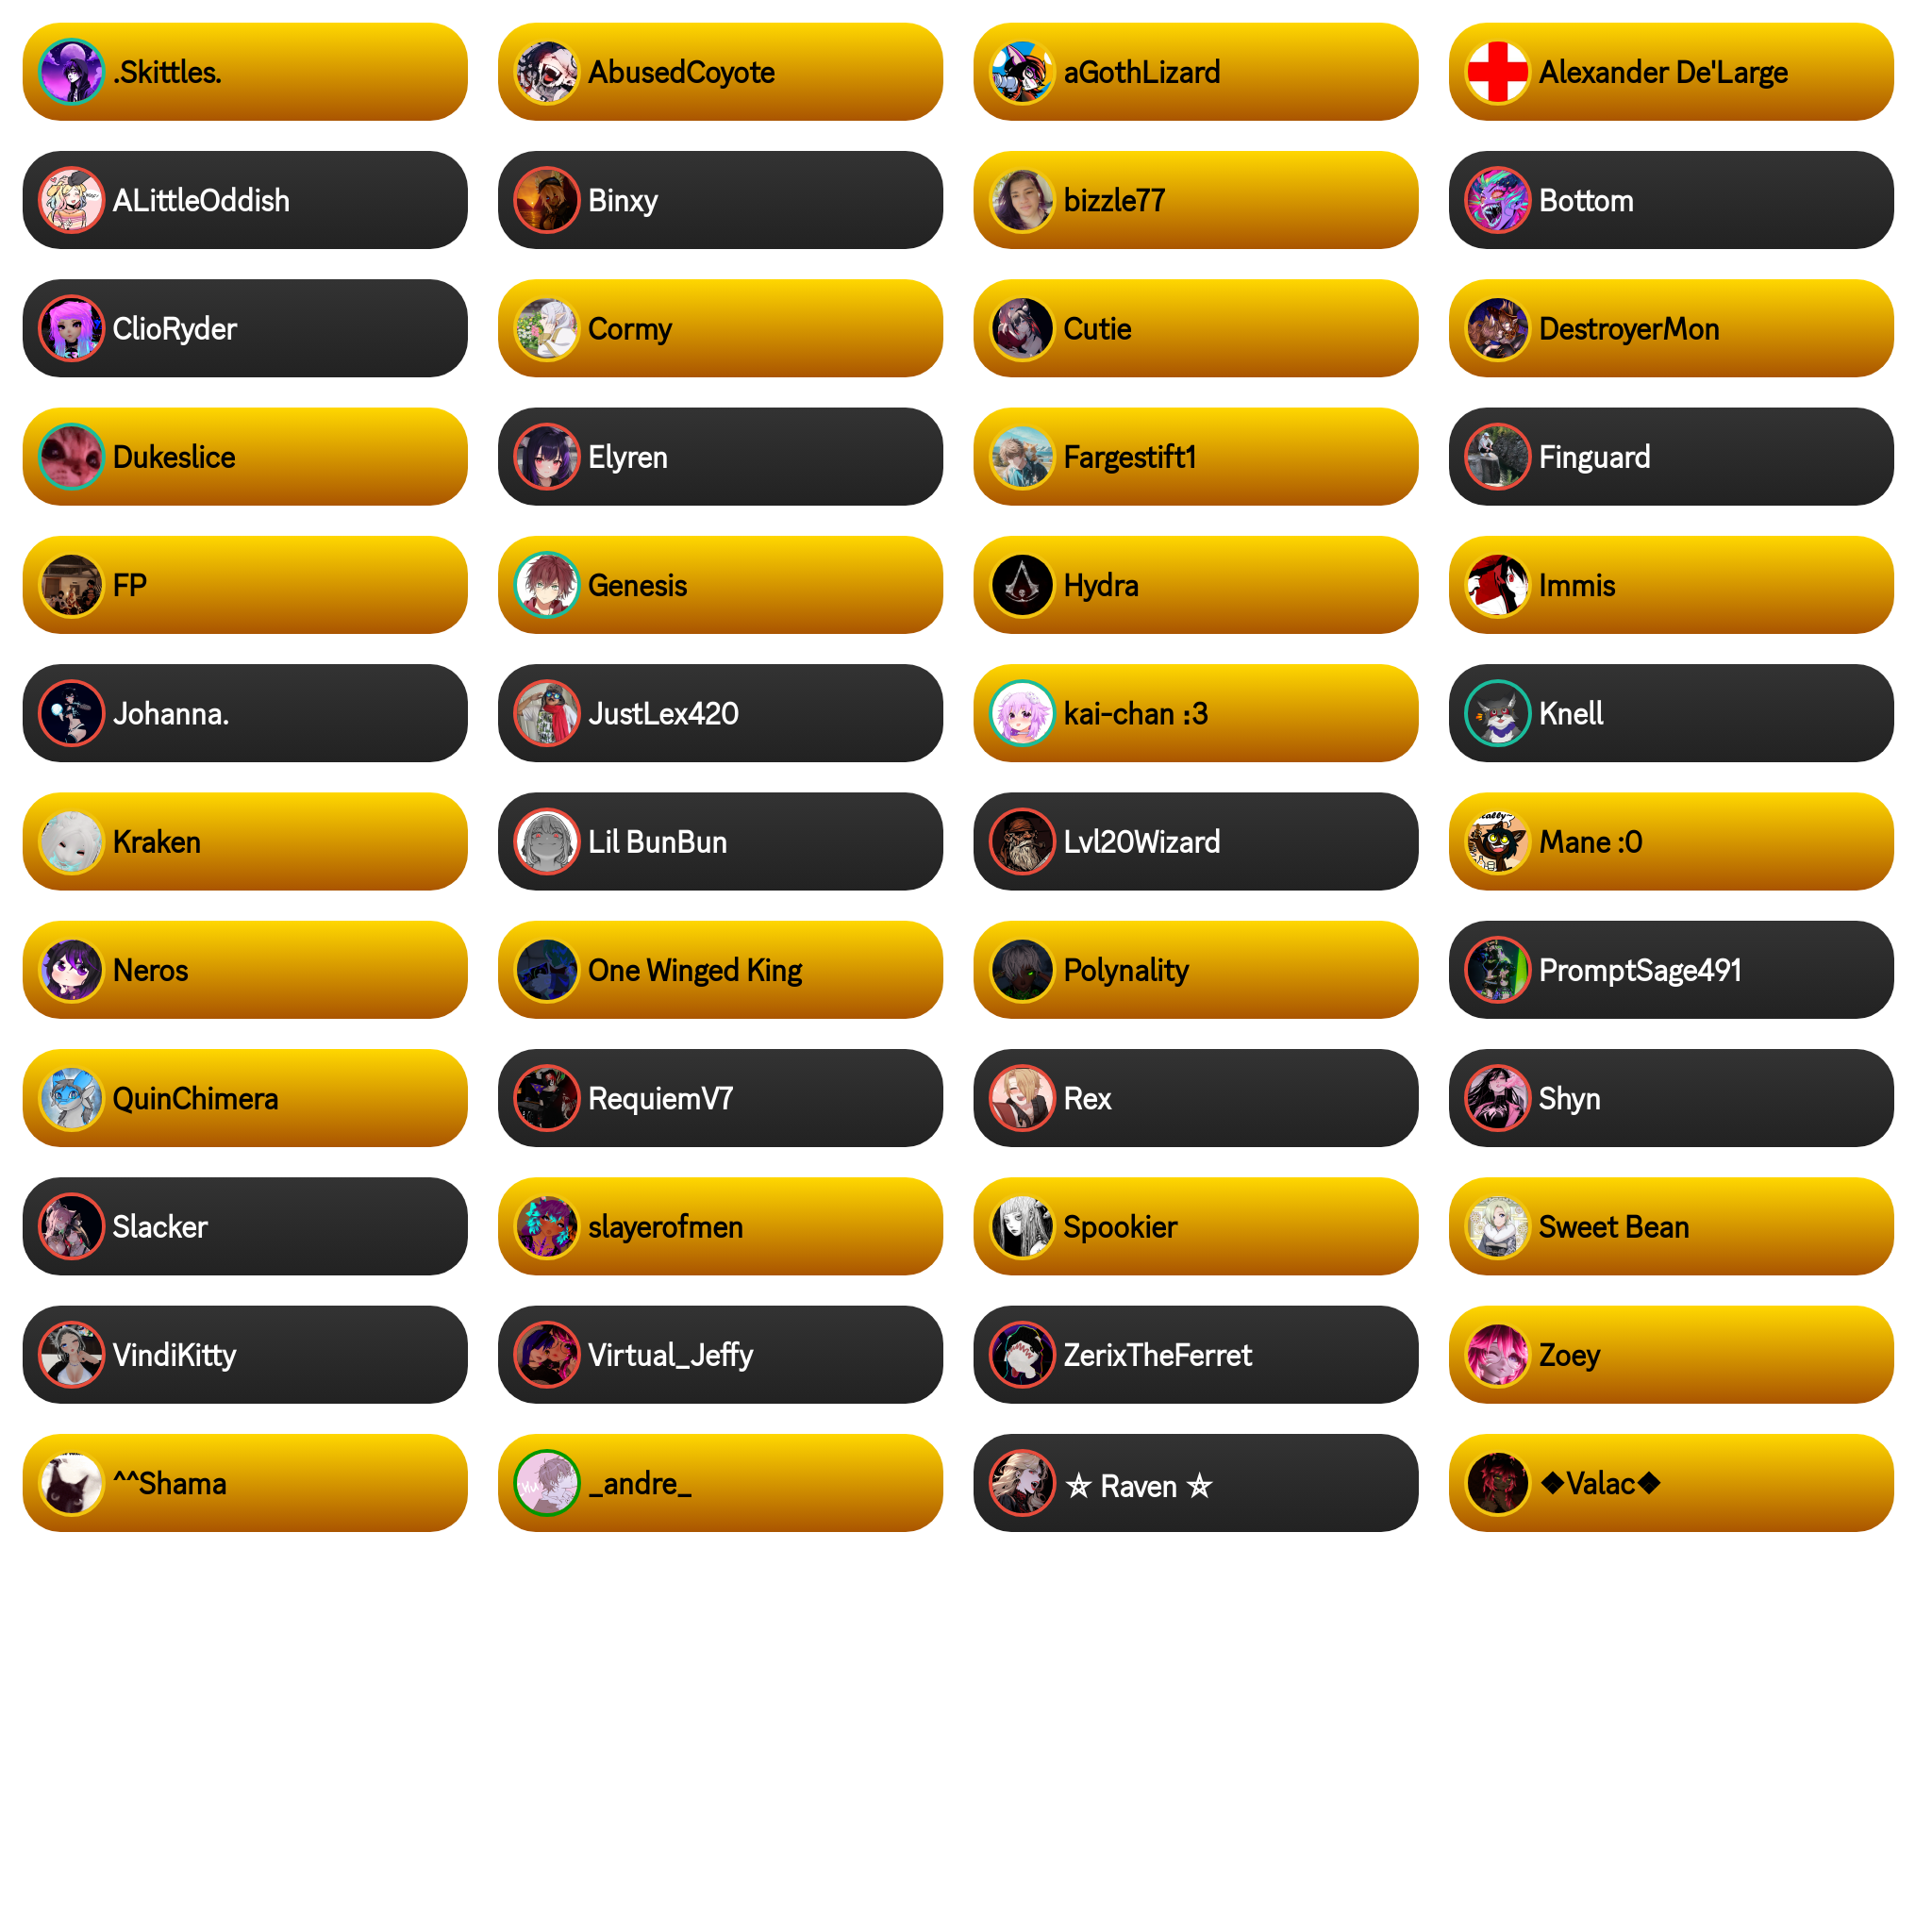 .Skittles.
AbusedCoyote
aGothLizard
Alexander De'Large
ALittleOddish
Binxy
bizzle77
Bottom
ClioRyder
Cormy
Cutie
DestroyerMon
Dukeslice
Elyren
Fargestift1
Finguard
FP
Genesis
Hydra
Immis
Johanna.
JustLex420
kai-chan :3
Knell
Kraken
Lil BunBun
Lvl20Wizard
Mane :0
Neros
One Winged King
Polynality
PromptSage491
QuinChimera
RequiemV7
Rex
Shyn
Slacker
slayerofmen
Spookier
Sweet Bean
VindiKitty
Virtual_Jeffy
ZerixTheFerret
Zoey
^^Shama
_andre_
⛤ Raven ⛤
❖Valac❖